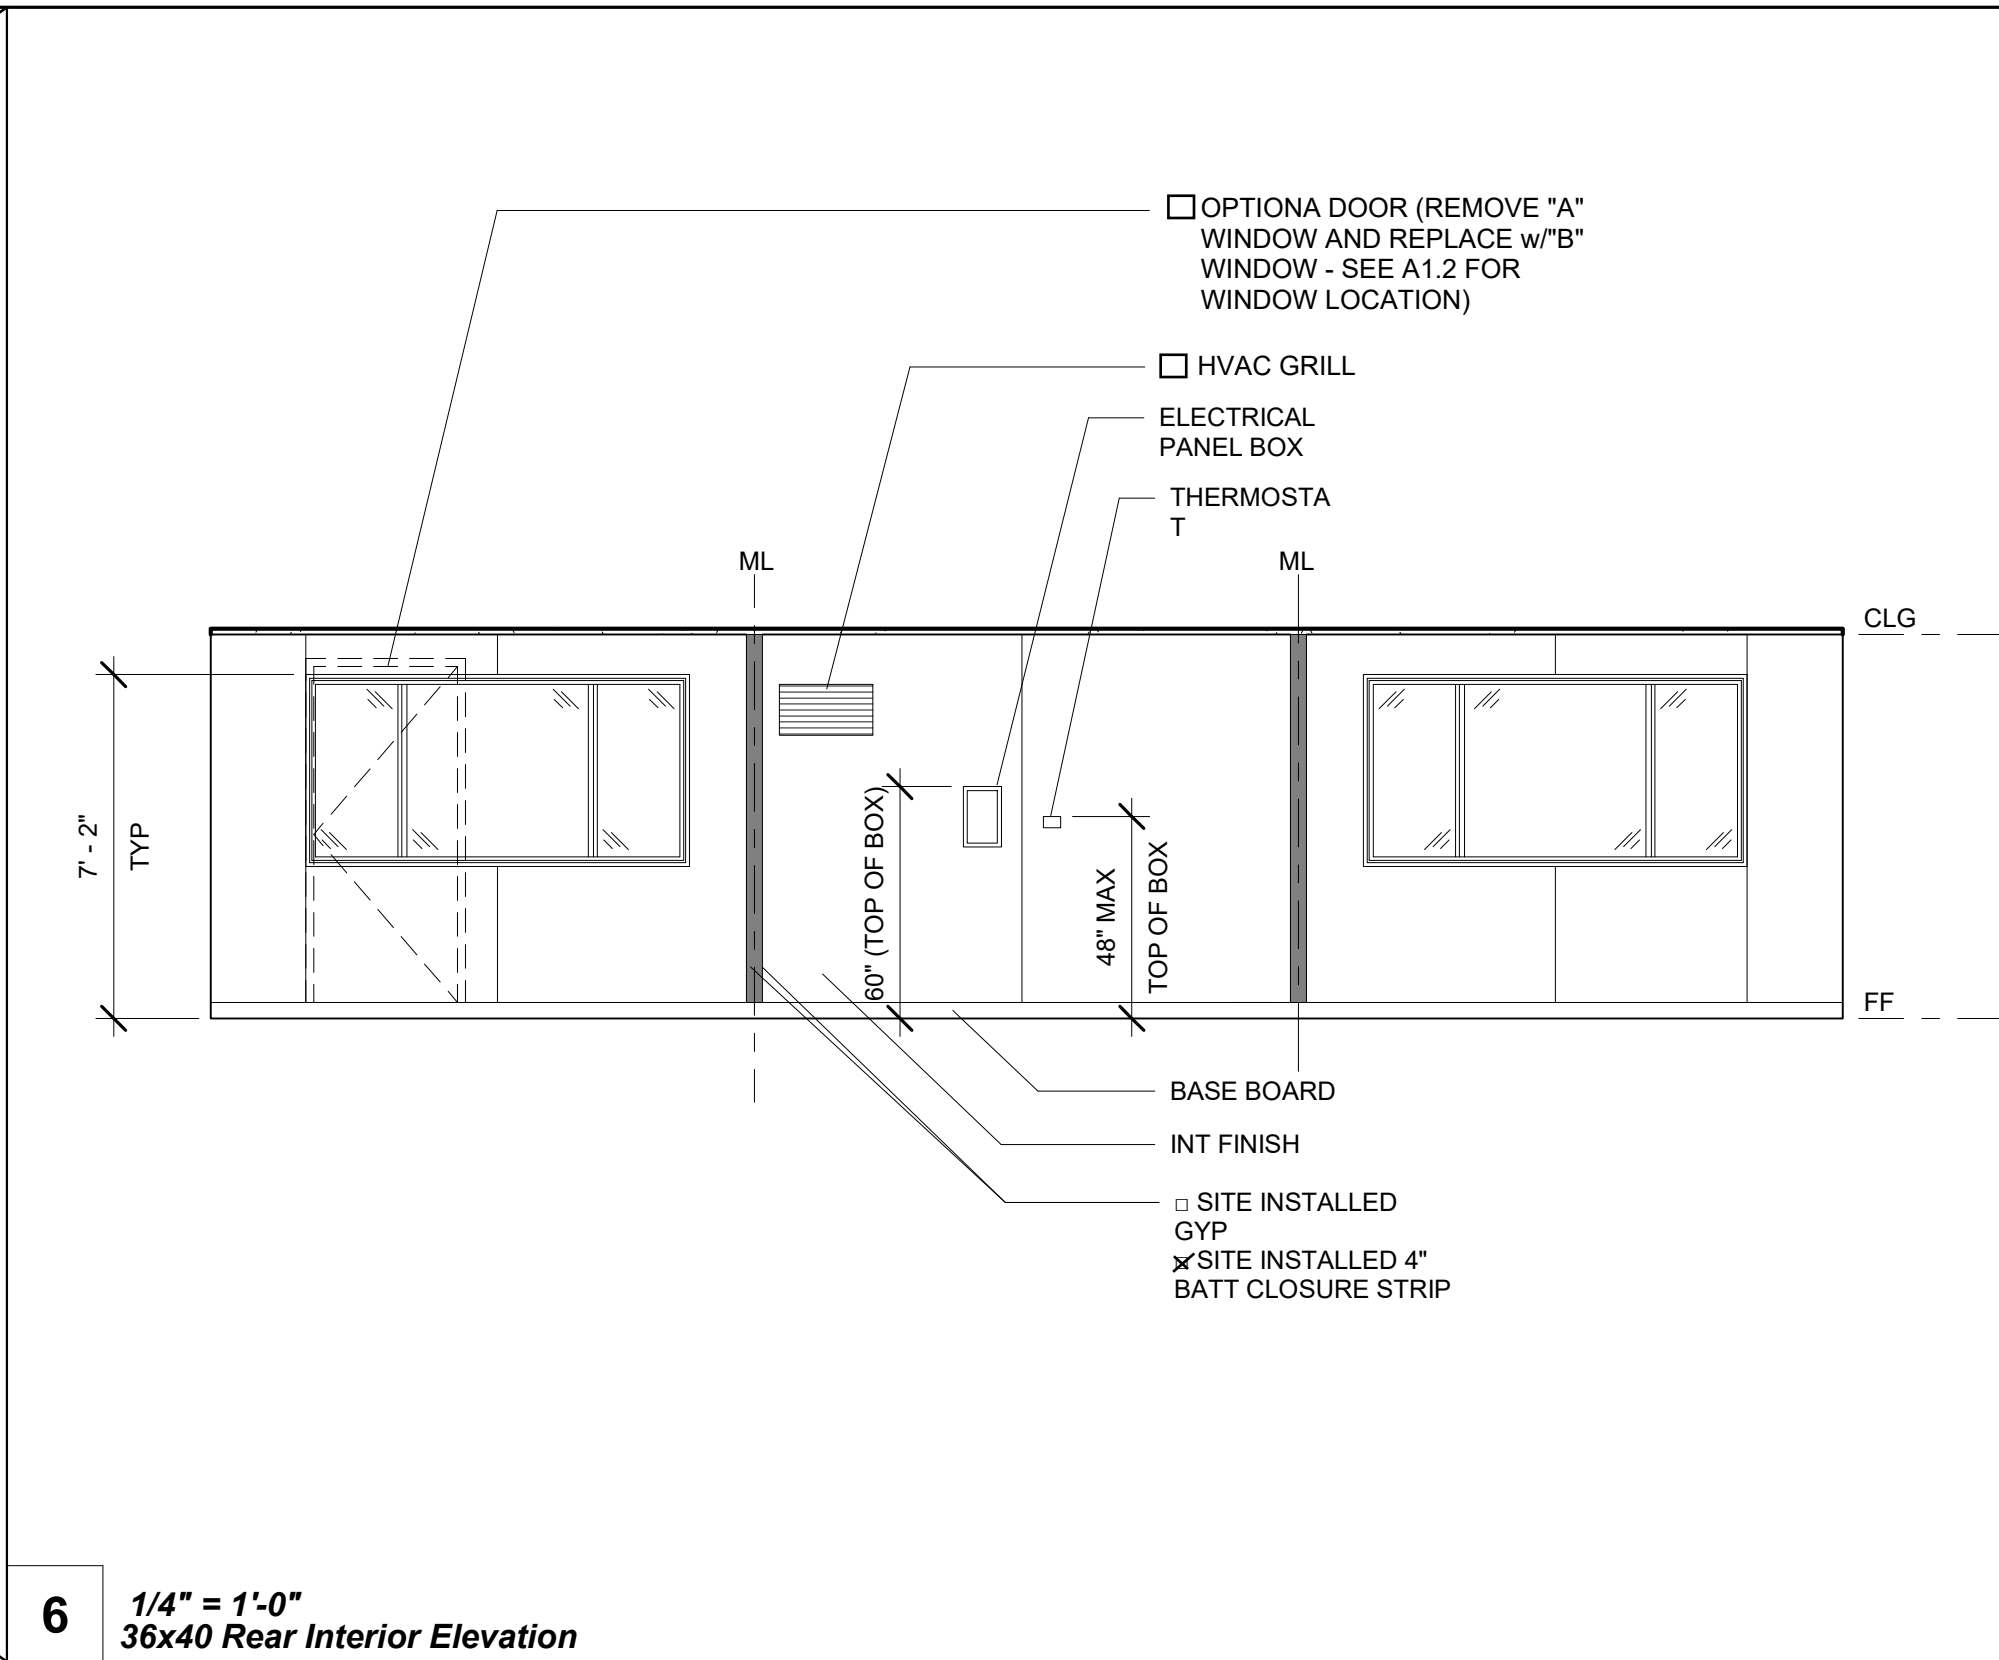 □ OPTIONA DOOR (REMOVE "A"
WINDOW AND REPLACE w/"B"
WINDOW - SEE A1.2 FOR
WINDOW LOCATION)
□ HVAC GRILL
ELECTRICAL
PANEL BOX
THERMOSTA
T
ML
ML
CLG
7' - 2"
TYP
60" (TOP OF BOX)
48" MAX
TOP OF BOX
FF
BASE BOARD
INT FINISH
□ SITE INSTALLED
GYP
☒ SITE INSTALLED 4"
BATT CLOSURE STRIP
6
1/4" = 1'-0"
36x40 Rear Interior Elevation